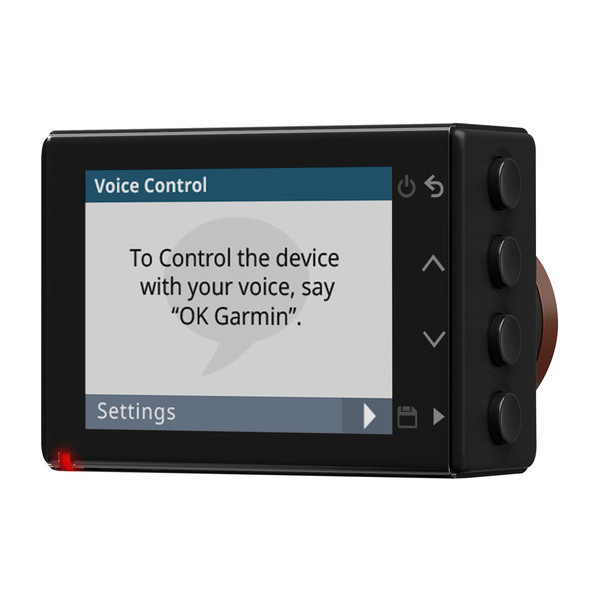 Voice Control
To Control the device
with your voice, say
“OK Garmin”.
Settings